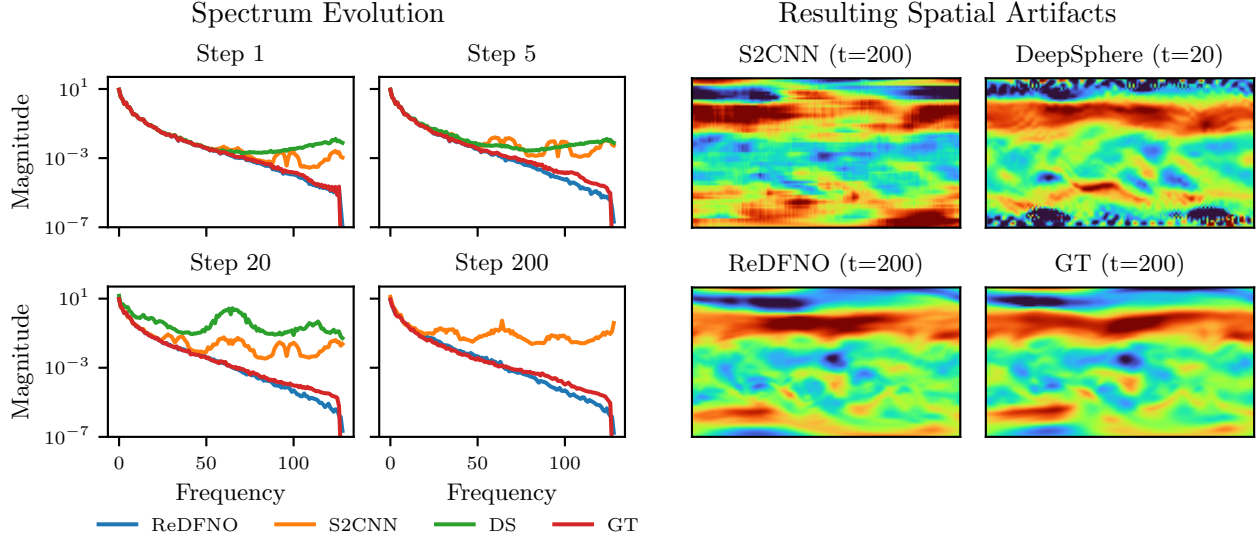 Spectrum Evolution
Resulting Spatial Artifacts
Step 1
Step 5
S2CNN (t=200)
DeepSphere (t=20)
Magnitude
10^1
10^−3
10^−7
Step 20
Step 200
ReDFNO (t=200)
GT (t=200)
Magnitude
10^1
10^−3
10^−7
0 50 100
0 50 100
Frequency
Frequency
ReDFNO S2CNN DS GT